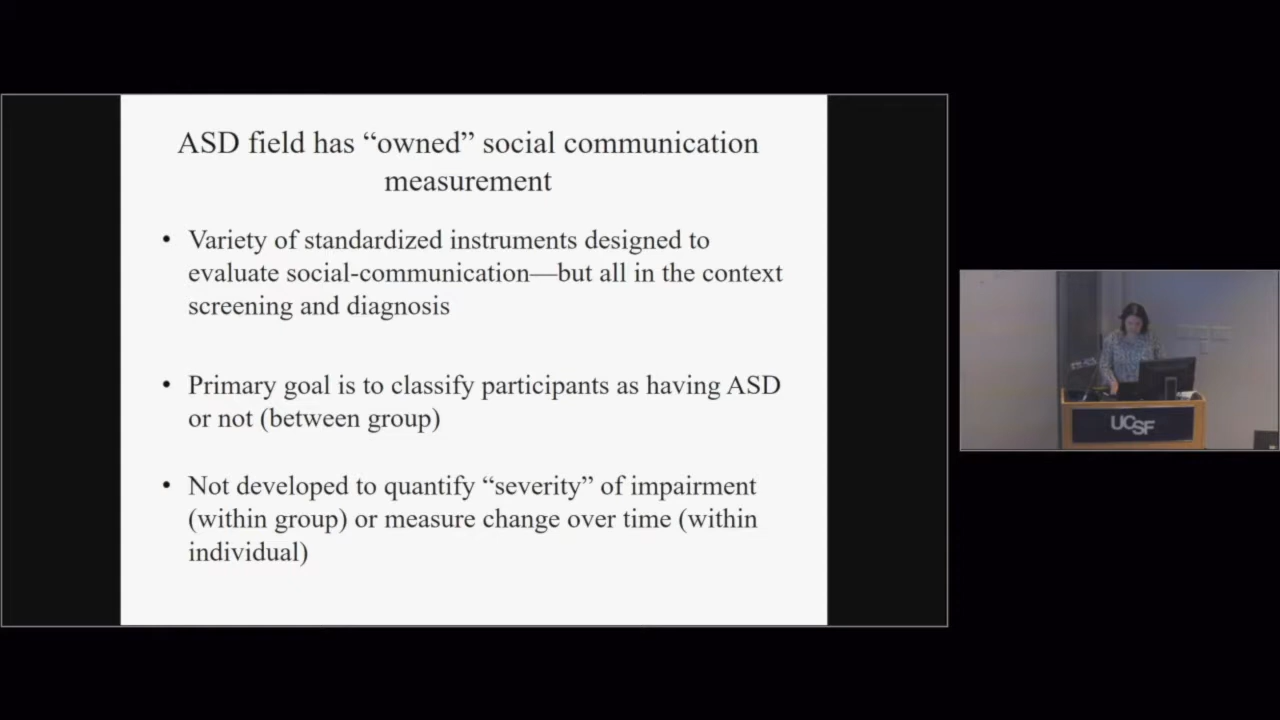 ASD field has “owned” social communication
measurement
• Variety of standardized instruments designed to
evaluate social-communication—but all in the context
screening and diagnosis
• Primary goal is to classify participants as having ASD
or not (between group)
• Not developed to quantify “severity” of impairment
(within group) or measure change over time (within
individual)
UCSF